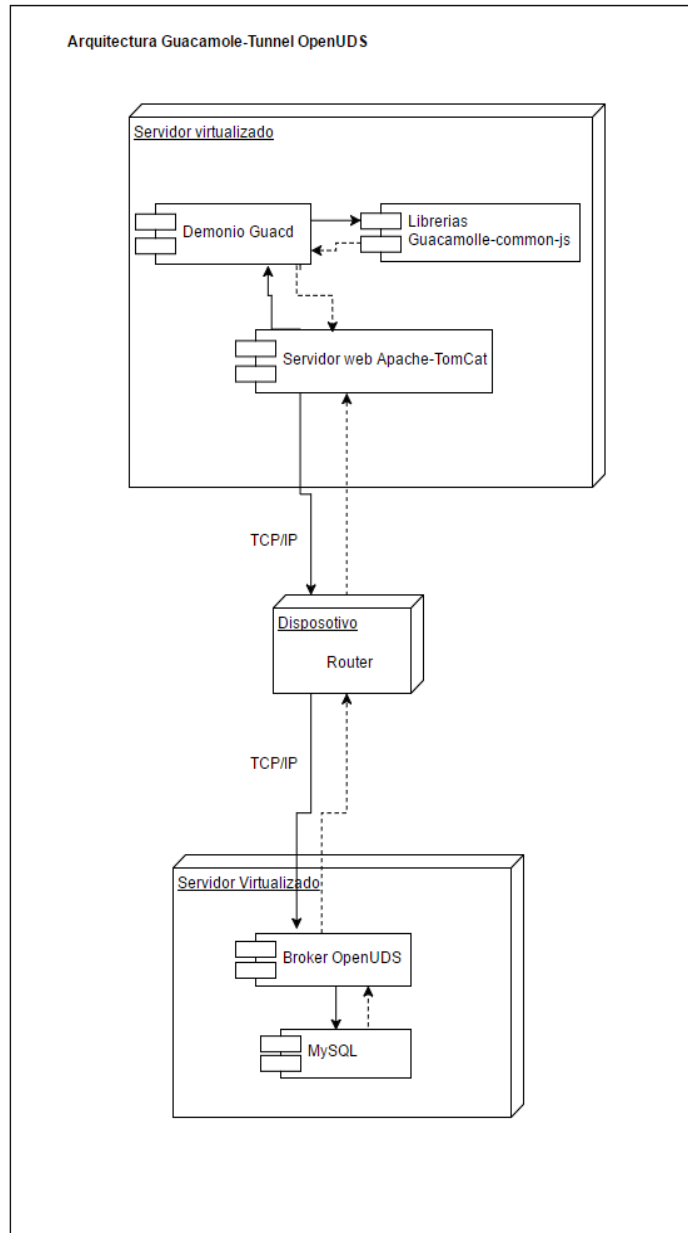 Arquitectura Guacamole-Tunnel OpenUDS
Servidor virtualizado
Demonio Guacd
Librerias
Guacamolle-common-js
Servidor web Apache-TomCat
TCP/IP
Disposotivo
Router
TCP/IP
Servidor Virtualizado
Broker OpenUDS
MySQL